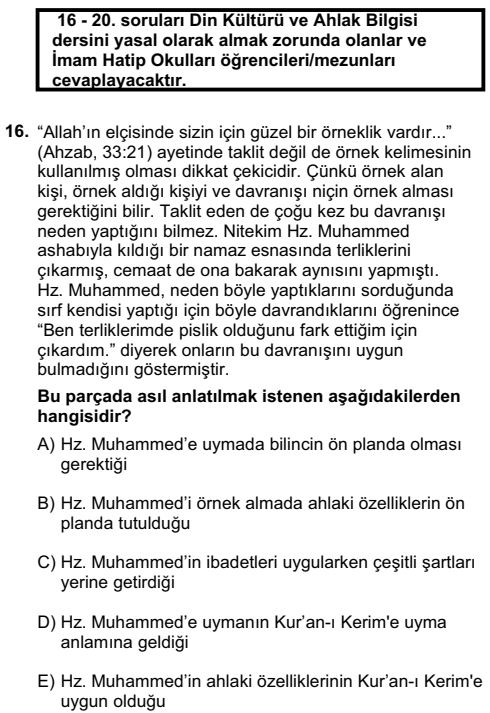 16 - 20. soruları Din Kültürü ve Ahlak Bilgisi
dersini yasal olarak almak zorunda olanlar ve
İmam Hatip Okulları öğrencileri/mezunları
cevaplayacaktır.
16. “Allah’ın elçisinde sizin için güzel bir örneklik vardır...”
(Ahzab, 33:21) ayetinde taklit değil de örnek kelimesinin
kullanılmış olması dikkat çekicidir. Çünkü örnek alan
kişi, örnek aldığı kişiyi ve davranışı niçin örnek alması
gerektiğini bilir. Taklit eden de çoğu kez bu davranışı
neden yaptığını bilmez. Nitekim Hz. Muhammed
ashabıyla kıldığı bir namaz esnasında terliklerini
çıkarmış, cemaat de ona bakarak aynısını yapmıştı.
Hz. Muhammed, neden böyle yaptıklarını sorduğunda
sırf kendisi yaptığı için böyle davrandıklarını öğrenince
“Ben terliklerimde pislik olduğunu fark ettiğim için
çıkardım.” diyerek onların bu davranışını uygun
bulmadığını göstermiştir.
Bu parçada asıl anlatılmak istenen aşağıdakilerden
hangisidir?
A) Hz. Muhammed’e uymada bilincin ön planda olması
gerektiği
B) Hz. Muhammed’i örnek almada ahlaki özelliklerin ön
planda tutulduğu
C) Hz. Muhammed’in ibadetleri uygularken çeşitli şartları
yerine getirdiği
D) Hz. Muhammed’e uymanın Kur’an-ı Kerim'e uyma
anlamına geldiği
E) Hz. Muhammed’in ahlaki özelliklerinin Kur’an-ı Kerim'e
uygun olduğu